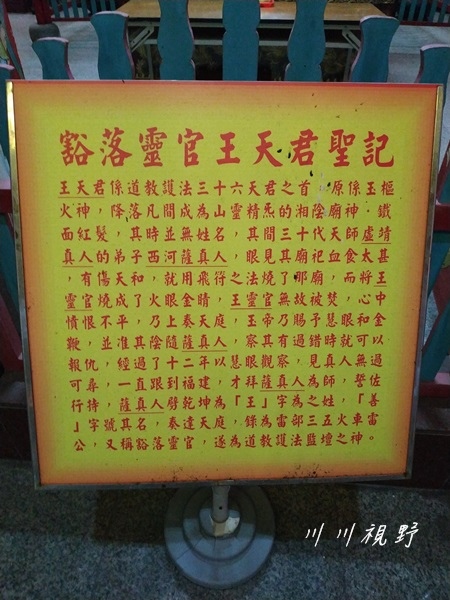 豁落靈官王天君聖記
王天君係道教護法三十六天君之首，原係玉樞
火神，降落凡間成為山靈精炁的湘陰廟神．鐵
面紅髮，其時並無姓名，其間三十代天師虛靖
真人的弟子西河薩真人，眼見其廟祀血食太甚
，有傷天和，就用飛符之法燒了那廟，而將王
靈官燒成了火眼金睛，王靈官無故被焚，心中
憤恨不平，乃上奏天庭，玉帝乃賜予慧眼和金
鞭，並准其陰隨薩真人，察其有過錯時就可以
報仇，經過了十二年以慧眼觀察，見真人無過
可尋，一直跟到福建，才拜薩真人為師，誓佐
行持，薩真人劈乾坤為「王」字為之姓，「善
」字號其名，奏達天庭，錄為雷部三五火車雷
公，又稱豁落靈官，遂為道教護法監壇之神。
川川視野